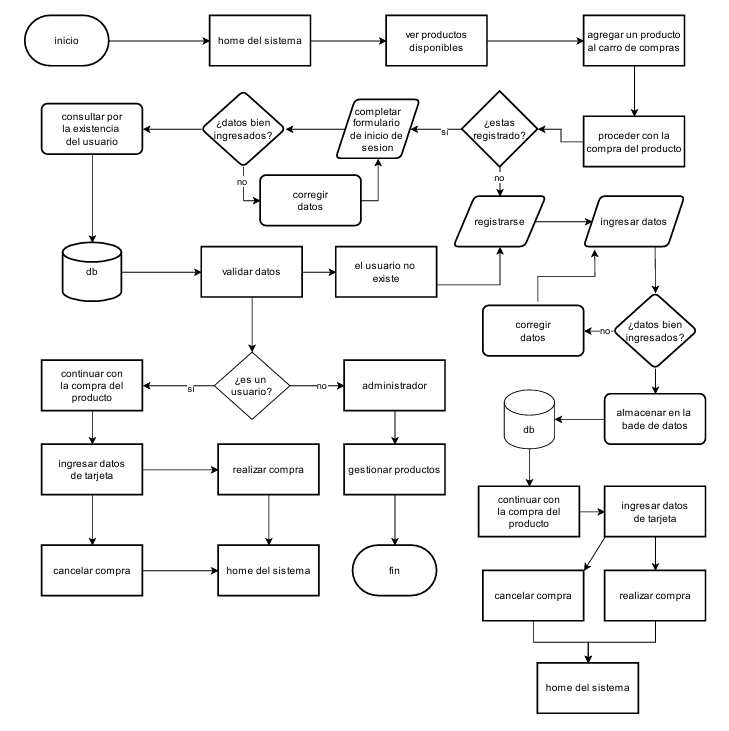 inicio
home del sistema
ver productos
disponibles
agregar un producto
al carro de compras
consultar por
la existencia
del usuario
¿datos bien
ingresados?
completar
formulario
de inicio de
sesion
sí
¿estas
registrado?
proceder con la
compra del producto
no
corregir
datos
no
registrarse
ingresar datos
db
validar datos
el usuario no
existe
corregir
datos
no
¿datos bien
ingresados?
continuar con
la compra del
producto
sí
¿es un
usuario?
no
administrador
db
almacenar en la
bade de datos
ingresar datos
de tarjeta
realizar compra
gestionar productos
continuar con
la compra del
producto
ingresar datos
de tarjeta
cancelar compra
home del sistema
fin
cancelar compra
realizar compra
home del sistema